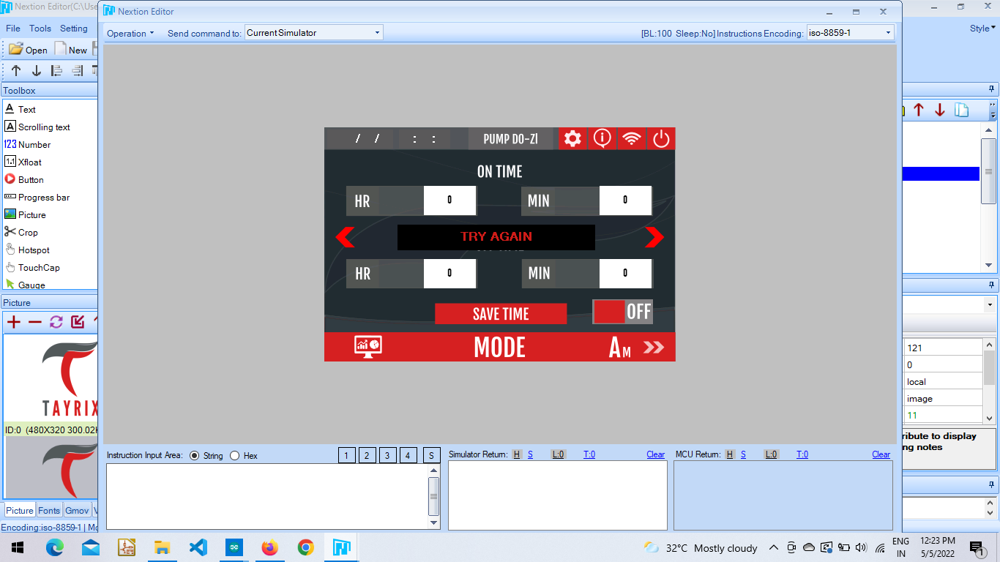 Nextion Editor(C:\Use
Nextion Editor
File Tools Setting
Operation Send command to: CurrentSimulator [BL:100 Sleep:No] Instructions Encoding: iso-8859-1
Style
Open New
Toolbox
Text
Scrolling text
Number
Xfloat
Button
Progress bar
Picture
Crop
Hotspot
TouchCap
Gauge
Picture
TAYRIX
ID:0 (480X320 300.02K
Picture Fonts Gmov V
Encoding:iso-8859-1 | Mo
/ / : : PUMP DO-Z1
ON TIME
HR 0 MIN 0
TRY AGAIN
HR 0 MIN 0
SAVE TIME OFF
MODE AM
121
0
local
image
11
ribute to display
ng notes
Instruction Input Area: String Hex 1 2 3 4 S
Simulator Return: H S L:0 T:0 Clear
MCU Return: H S L:0 T:0 Clear
32°C Mostly cloudy
ENG
IN
12:23 PM
5/5/2022
1